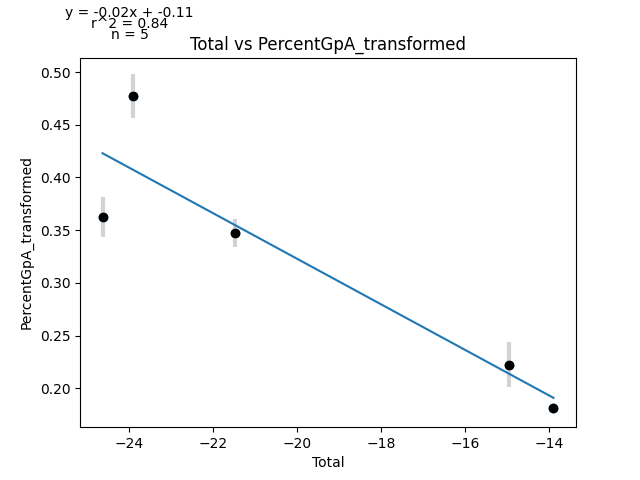 y = -0.02x + -0.11
r^2 = 0.84
n = 5
Total vs PercentGpA_transformed
0.50
0.45
0.40
0.35
0.30
0.25
0.20
PercentGpA_transformed
−24 −22 −20 −18 −16 −14
Total